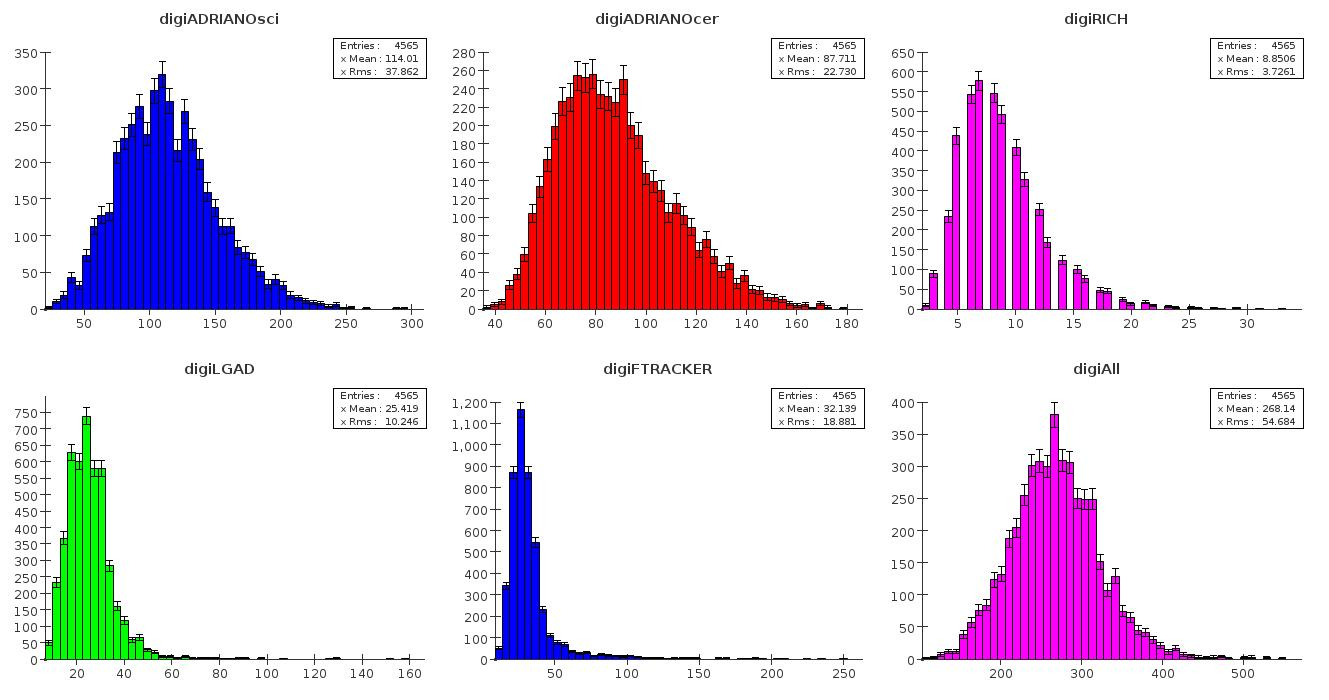 digiADRIANOsci
Entries : 4565
x Mean : 114.01
x Rms : 37.862
350
300
250
200
150
100
50
0
50 100 150 200 250 300
digiADRIANOcer
Entries : 4565
x Mean : 87.711
x Rms : 22.730
280
260
240
220
200
180
160
140
120
100
80
60
40
20
0
40 60 80 100 120 140 160 180
digiRICH
Entries : 4565
x Mean : 8.8506
x Rms : 3.7261
650
600
550
500
450
400
350
300
250
200
150
100
50
0
5 10 15 20 25 30
digiLGAD
Entries : 4565
x Mean : 25.419
x Rms : 10.246
750
700
650
600
550
500
450
400
350
300
250
200
150
100
50
0
20 40 60 80 100 120 140 160
digiFTRACKER
Entries : 4565
x Mean : 32.139
x Rms : 18.881
1,200
1,100
1,000
900
800
700
600
500
400
300
200
100
0
50 100 150 200 250
digiAll
Entries : 4565
x Mean : 268.14
x Rms : 54.684
400
350
300
250
200
150
100
50
0
200 300 400 500